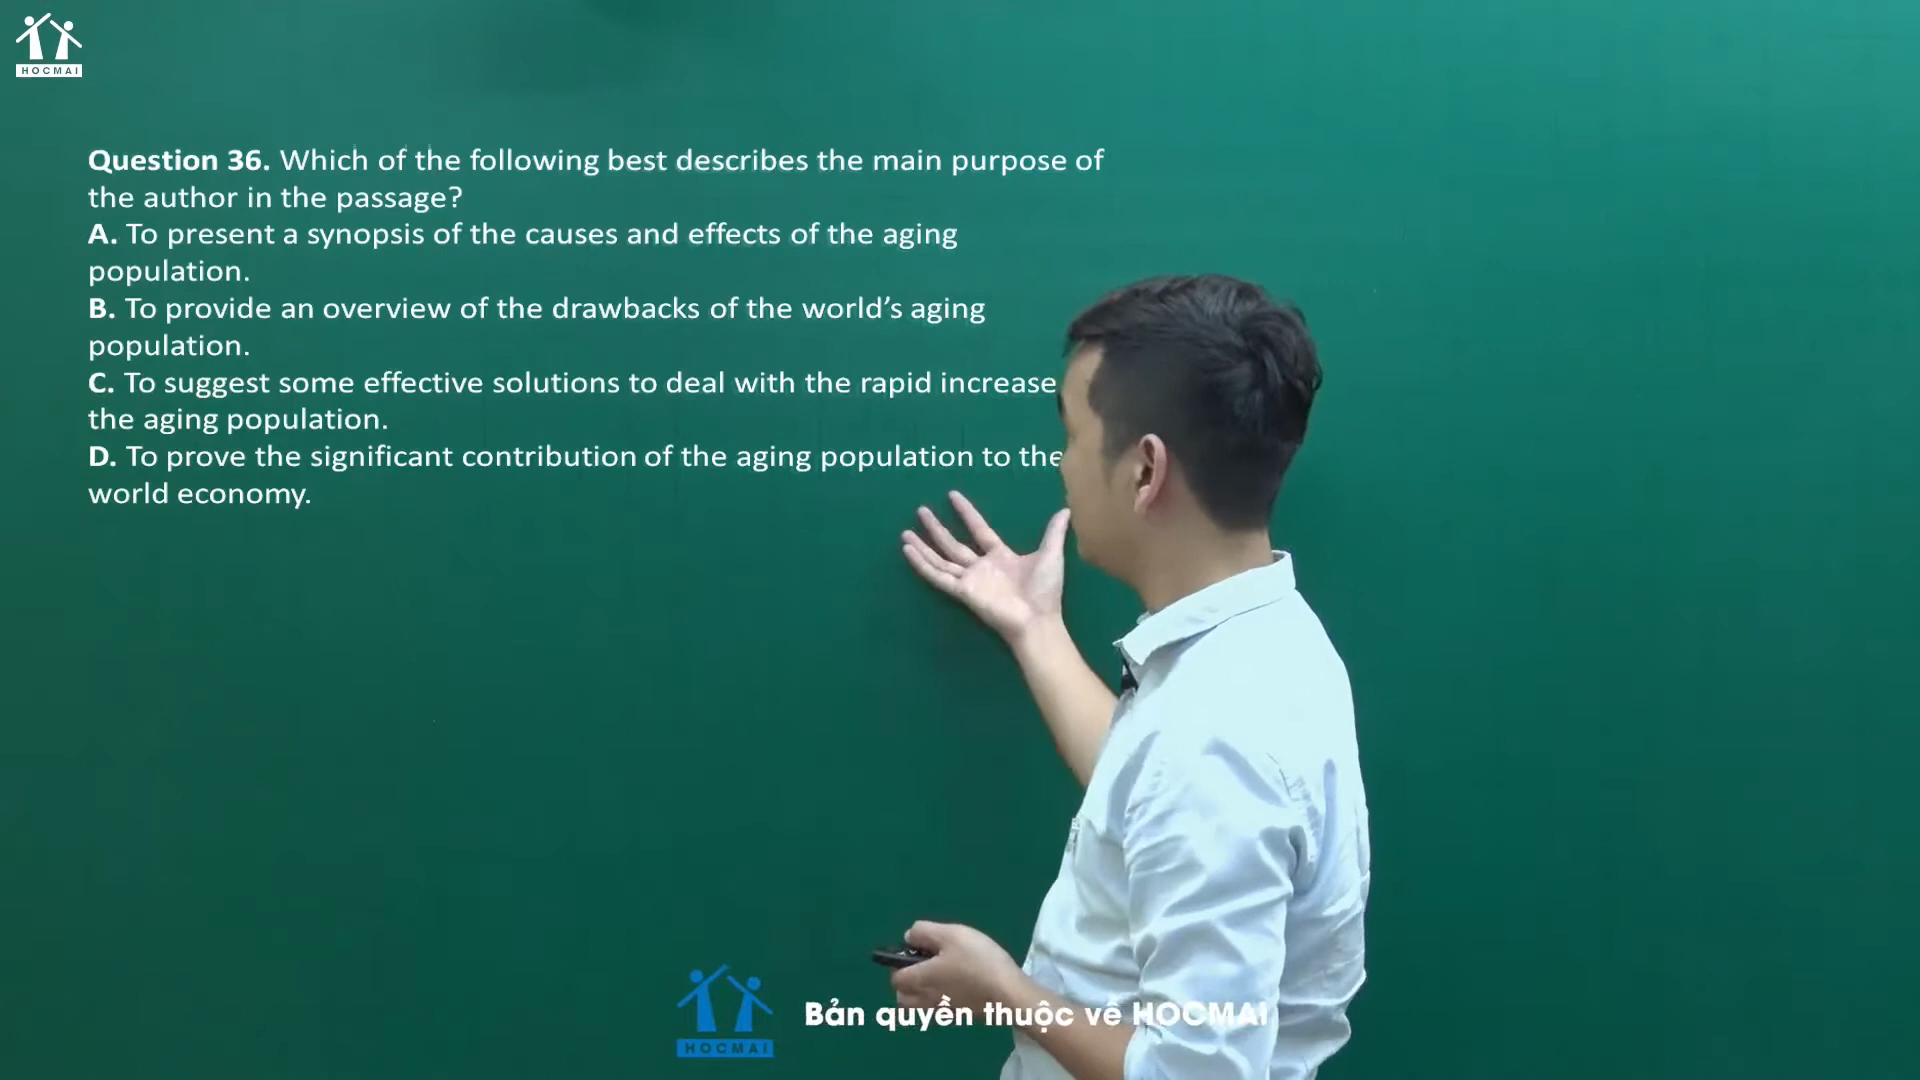 HOCMAI
Question 36. Which of the following best describes the main purpose of
the author in the passage?
A. To present a synopsis of the causes and effects of the aging
population.
B. To provide an overview of the drawbacks of the world’s aging
population.
C. To suggest some effective solutions to deal with the rapid increase
the aging population.
D. To prove the significant contribution of the aging population to the
world economy.
HOCMAI
Bản quyền thuộc về HOCMAI